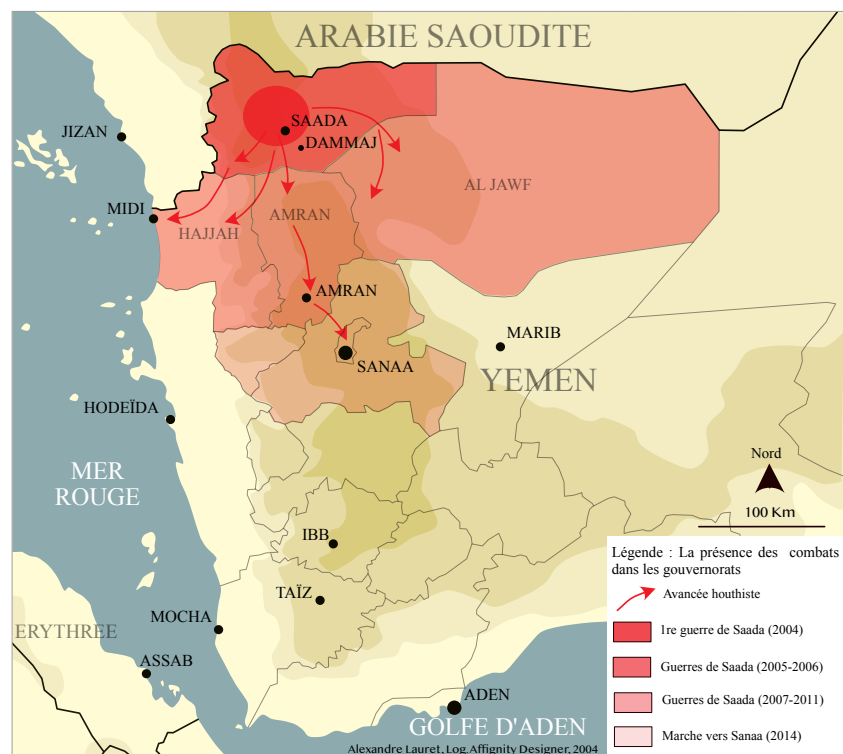 ARABIE SAOUDITE
SAADA
JIZAN
DAMMAJ
AL JAWF
MIDI
AMRAN
HAJJAH
AMRAN
MARIB
SANAA
YEMEN
HODEÏDA
MER
ROUGE
Nord
100 Km
IBB
TAÏZ
MOCHA
ERYTHREE
ASSAB
ADEN
GOLFE D'ADEN
Légende : La présence des combats
dans les gouvernorats
Avancée houthiste
1re guerre de Saada (2004)
Guerres de Saada (2005-2006)
Guerres de Saada (2007-2011)
Marche vers Sanaa (2014)
Alexandre Lauret, Log. Affignity Designer, 2004